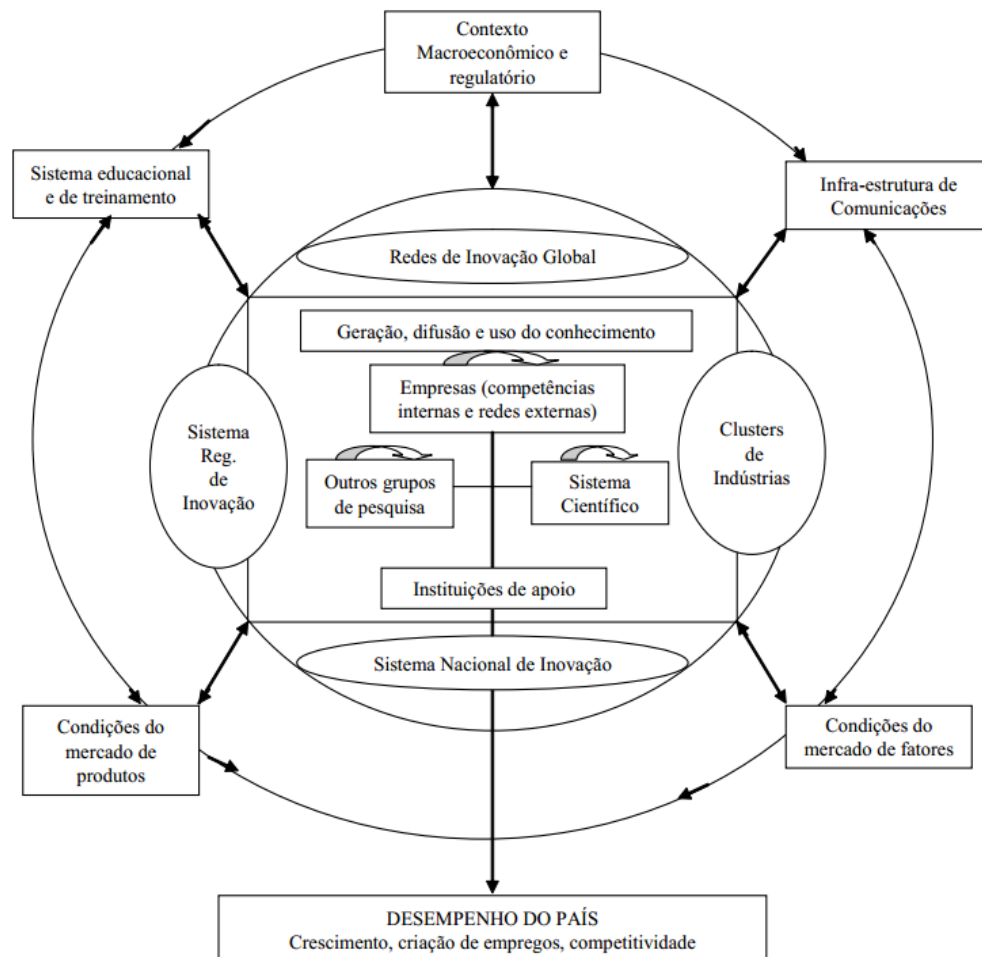 Contexto
Macroeconômico e
regulatório
Sistema educacional
e de treinamento
Infra-estrutura de
Comunicações
Redes de Inovação Global
Geração, difusão e uso do conhecimento
Empresas (competências
internas e redes externas)
Sistema
Reg.
de
Inovação
Clusters
de
Indústrias
Outros grupos
de pesquisa
Sistema
Científico
Instituições de apoio
Sistema Nacional de Inovação
Condições do
mercado de
produtos
Condições do
mercado de fatores
DESEMPENHO DO PAÍS
Crescimento, criação de empregos, competitividade